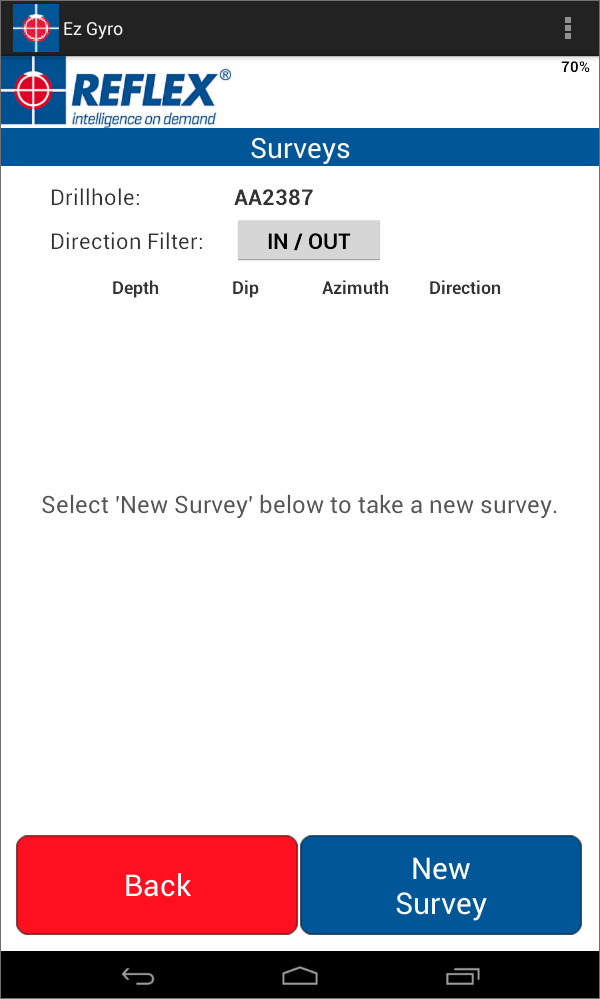 Ez Gyro
70%
REFLEX®
intelligence on demand
Surveys
Drillhole: AA2387
Direction Filter: IN / OUT
Depth Dip Azimuth Direction
Select 'New Survey' below to take a new survey.
Back
New
Survey